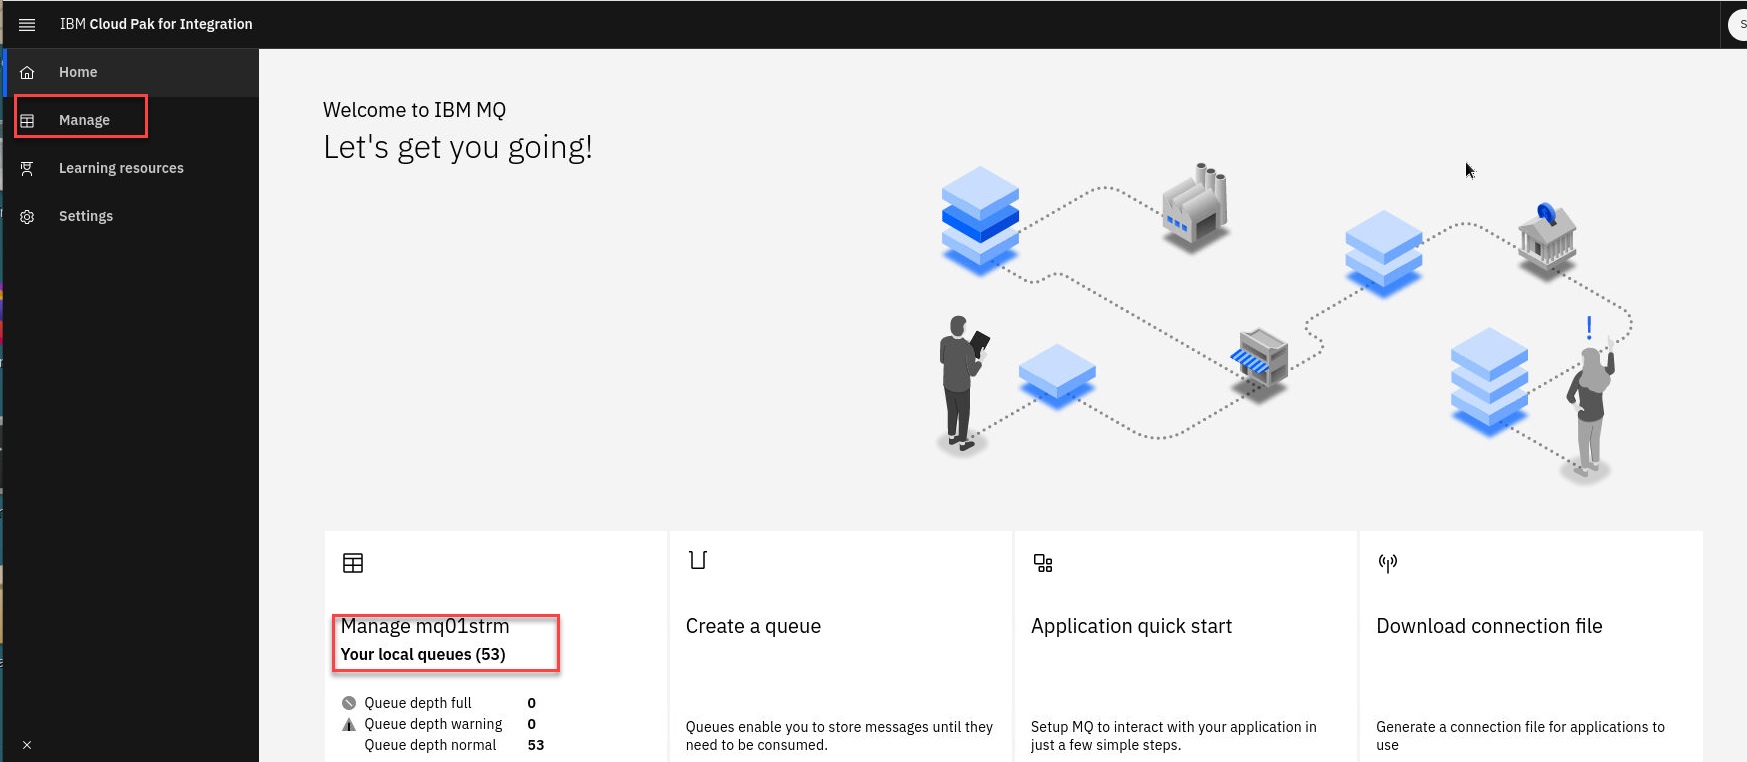 IBM Cloud Pak for Integration
S
Home
Manage
Learning resources
Settings
Welcome to IBM MQ
Let's get you going!
!
Manage mq01strm
Your local queues (53)
Queue depth full 0
Queue depth warning 0
Queue depth normal 53
Create a queue
Queues enable you to store messages until they
need to be consumed.
Application quick start
Setup MQ to interact with your application in
just a few simple steps.
Download connection file
Generate a connection file for applications to
use